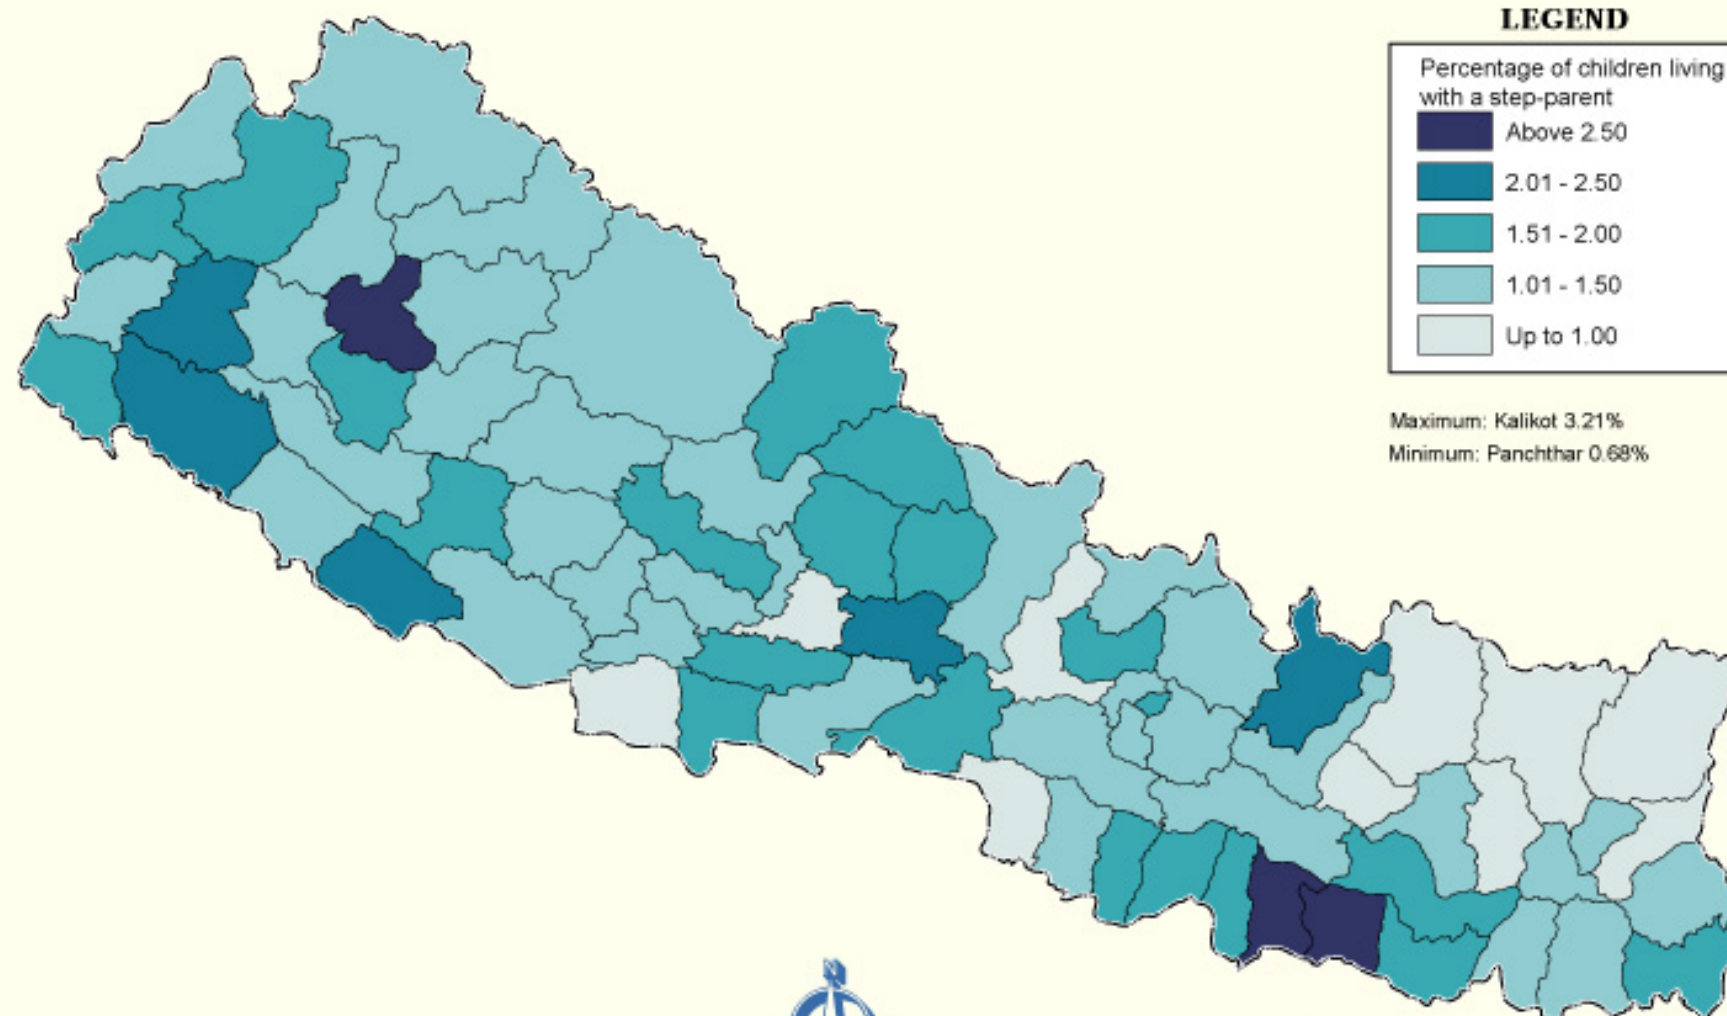 LEGEND
Percentage of children living
with a step-parent
Above 2.50
2.01 - 2.50
1.51 - 2.00
1.01 - 1.50
Up to 1.00
Maximum: Kalikot 3.21%
Minimum: Panchthar 0.68%
N